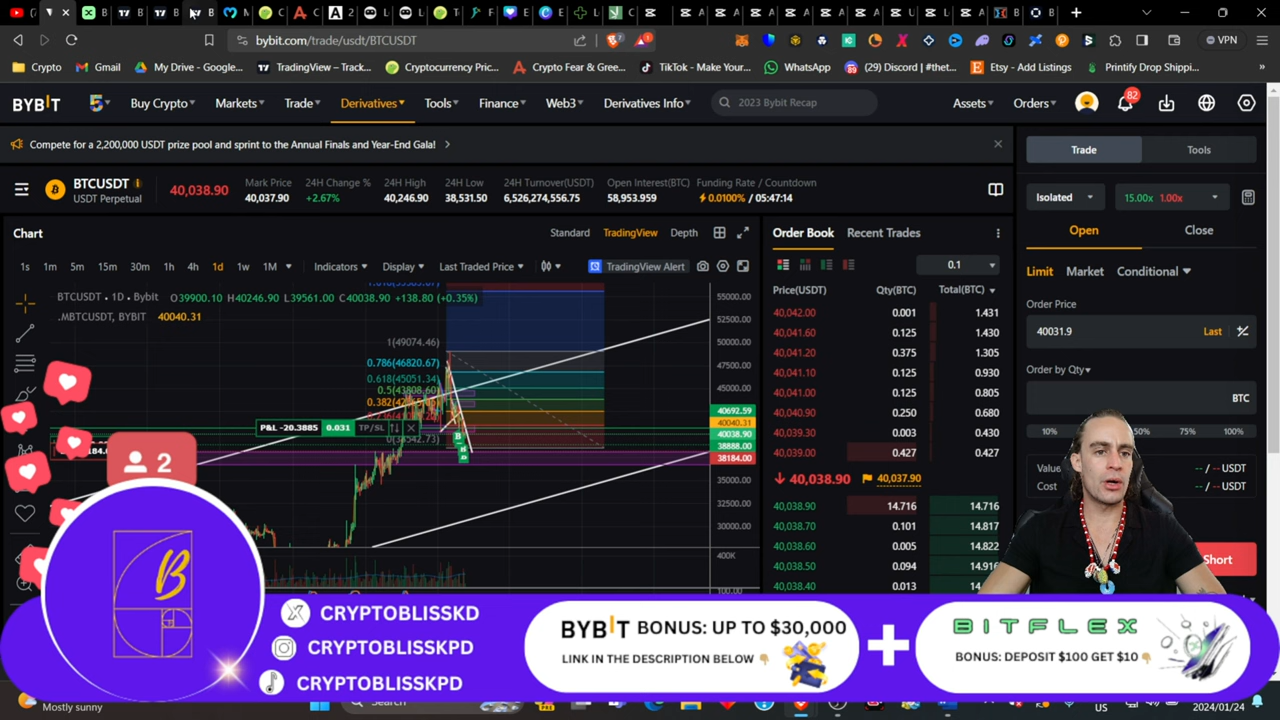 bybit.com/trade/usdt/BTCUSDT
VPN
Crypto
Gmail
My Drive - Google...
TradingView – Track...
Cryptocurrency Pric...
Crypto Fear & Gree...
TikTok - Make Your...
WhatsApp
(29) Discord | #thet...
Etsy - Add Listings
Printify Drop Shippi...
BYBIT
Buy Crypto
Markets
Trade
Derivatives
Tools
Finance
Web3
Derivatives Info
2023 Bybit Recap
Assets
Orders
82
Compete for a 2,200,000 USDT prize pool and sprint to the Annual Finals and Year-End Gala!
Trade
Tools
BTCUSDT
USDT Perpetual
40,038.90
Mark Price
40,037.90
24H Change %
+2.67%
24H High
40,246.90
24H Low
38,531.50
24H Turnover(USDT)
6,526,274,556.75
Open Interest(BTC)
58,953.959
Funding Rate / Countdown
0.0100% / 05:47:14
Isolated
15.00x 1.00x
Open
Close
Chart
Standard
TradingView
Depth
Order Book
Recent Trades
1s 1m 5m 15m 30m 1h 4h 1d 1w 1M
Indicators
Display
Last Traded Price
TradingView Alert
0.1
Limit
Market
Conditional
BTCUSDT · 1D · Bybit O39900.10 H40246.90 L39561.00 C40038.90 +138.80 (+0.35%)
.MBTCUSDT, BYBIT 40040.31
1(49074.46)
0.786(46820.67)
0.618(45051.34)
0.5(43808.60)
P&L -20.3885 0.031 TP/SL
55000.00
52500.00
50000.00
47500.00
45000.00
40692.59
40040.31
40038.90
38888.00
38184.00
35000.00
32500.00
30000.00
400K
Price(USDT)
Qty(BTC)
Total(BTC)
40,042.00 0.001 1.431
40,041.60 0.125 1.430
40,041.20 0.375 1.305
40,041.10 0.125 0.930
40,041.00 0.125 0.805
40,040.90 0.250 0.680
40,039.30 0.003 0.430
40,039.00 0.427 0.427
40,038.90
40,037.90
40,038.90 14.716 14.716
40,038.70 0.101 14.817
40,038.60 0.005 14.822
40,038.50 0.094
40,038.40 0.013
Order Price
40031.9
Last
Order by Qty
BTC
10%
50%
75%
100%
-- / -- USDT
Cost
-- / -- USDT
Short
2
B
CRYPTOBLISSKD
CRYPTOBLISSKPD
CRYPTOBLISSKPD
BYBIT BONUS: UP TO $30,000
LINK IN THE DESCRIPTION BELOW
+
BITFLEX
BONUS: DEPOSIT $100 GET $10
Mostly sunny
Search
US
2024/01/24